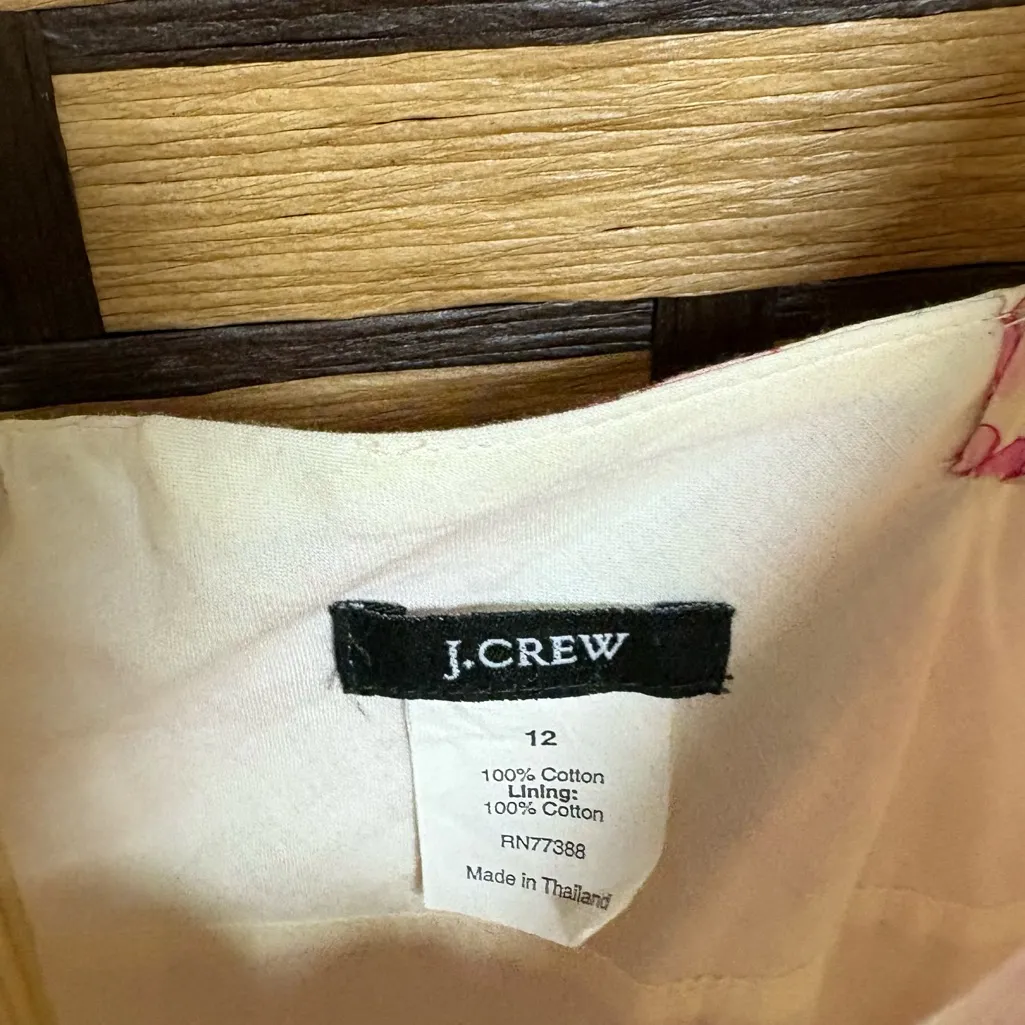 J.CREW
12
100% Cotton
Lining:
100% Cotton
RN77388
Made in Thailand